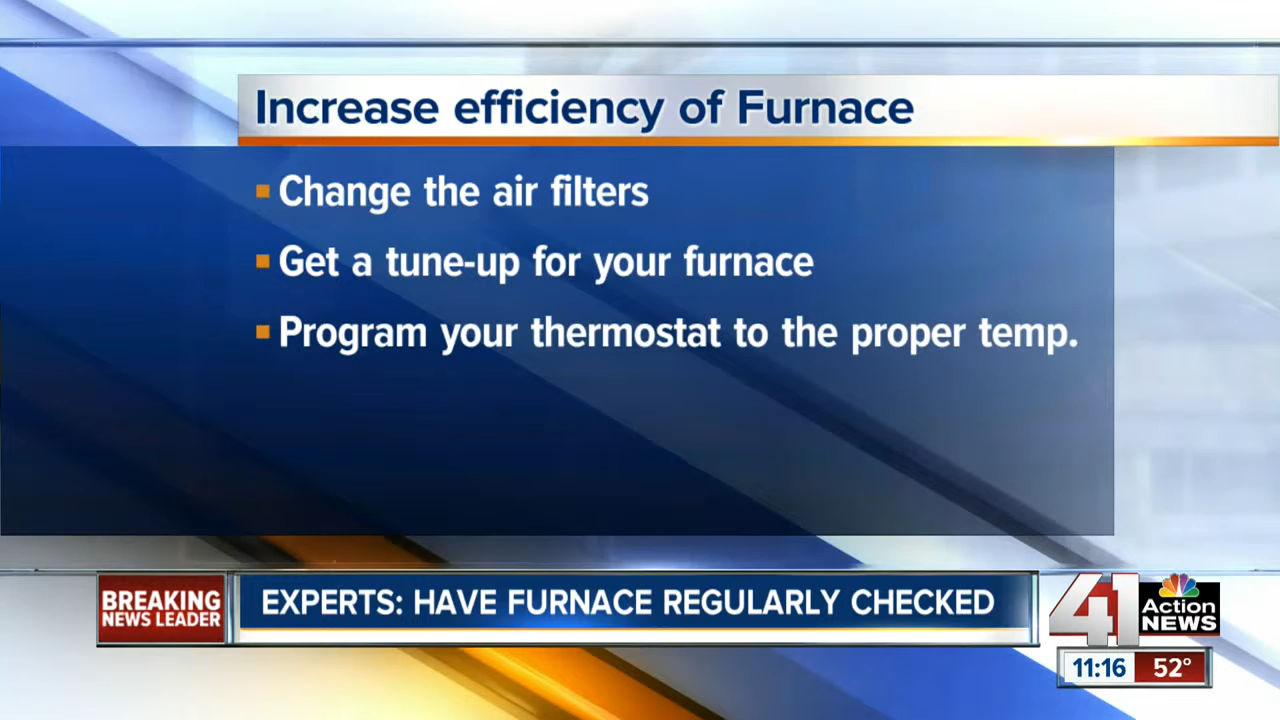 Increase efficiency of Furnace
Change the air filters
Get a tune-up for your furnace
Program your thermostat to the proper temp.
BREAKING
NEWS LEADER
EXPERTS: HAVE FURNACE REGULARLY CHECKED
41
Action
NEWS
11:16 52°